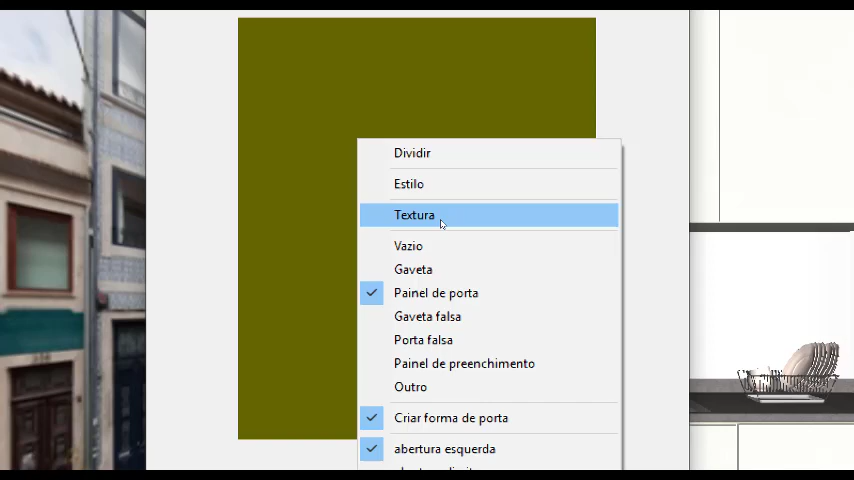 Dividir
Estilo
Textura
Vazio
Gaveta
Painel de porta
Gaveta falsa
Porta falsa
Painel de preenchimento
Outro
Criar forma de porta
abertura esquerda